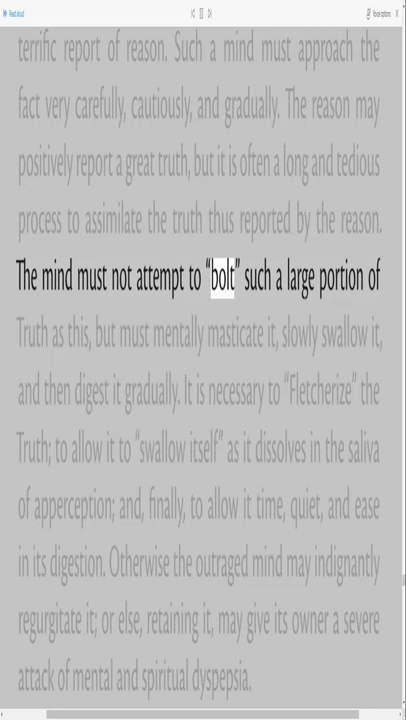 Read aloud
Voice options
terrific report of reason. Such a mind must approach the
fact very carefully, cautiously, and gradually. The reason may
positively report a great truth, but it is often a long and tedious
process to assimilate the truth thus reported by the reason.
The mind must not attempt to “bolt” such a large portion of
Truth as this, but must mentally masticate it, slowly swallow it,
and then digest it gradually. It is necessary to “Fletcherize” the
Truth; to allow it to “swallow itself” as it dissolves in the saliva
of apperception; and, finally, to allow it time, quiet, and ease
in its digestion. Otherwise the outraged mind may indignantly
regurgitate it; or else, retaining it, may give its owner a severe
attack of mental and spiritual dyspepsia.